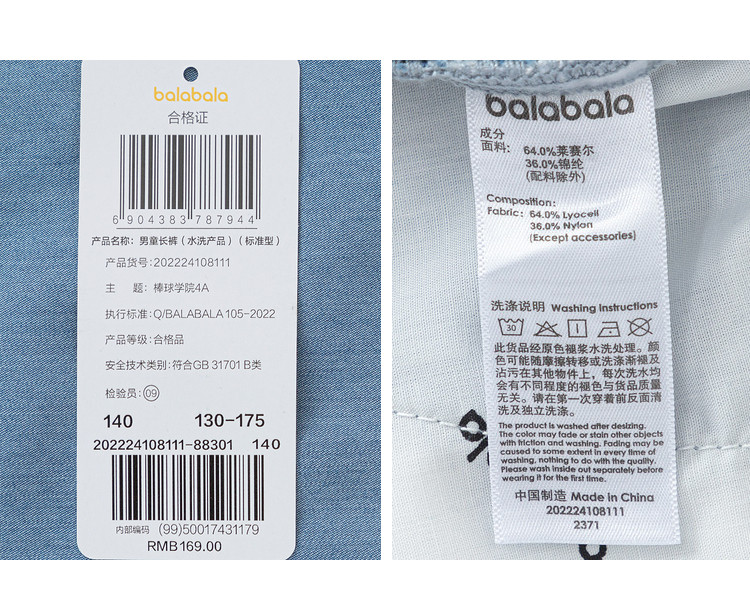 balabala
合格证
6 904383 787944
产品名称: 男童长裤（水洗产品）（标准型）
产品货号:202224108111
主 题: 棒球学院4A
执行标准: Q/BALABALA 105-2022
产品等级: 合格品
安全技术类别: 符合GB 31701 B类
检验员: 09
140 130-175
202224108111-88301 140
内部编码 (99)50017431179
RMB169.00
balabala
成分
面料: 64.0%莱赛尔
36.0%锦纶
(配料除外)
Composition:
Fabric: 64.0% Lyocell
36.0% Nylon
(Except accessories)
洗涤说明 Washing Instructions
30
此货品经原色褪浆水洗处理。颜
色可能随摩擦转移或洗涤渐褪及
沾污在其他物件上，每次洗水均
会有不同程度的褪色与货品质量
无关。请在第一次穿着前反面清
洗及独立洗涤。
The product is washed after desizing.
The color may fade or stain other objects
with friction and washing. Fading may be
caused to some extent in every time of
washing, nothing to do with the quality.
Please wash inside out separately before
wearing it for the first time.
中国制造 Made in China
202224108111
2371